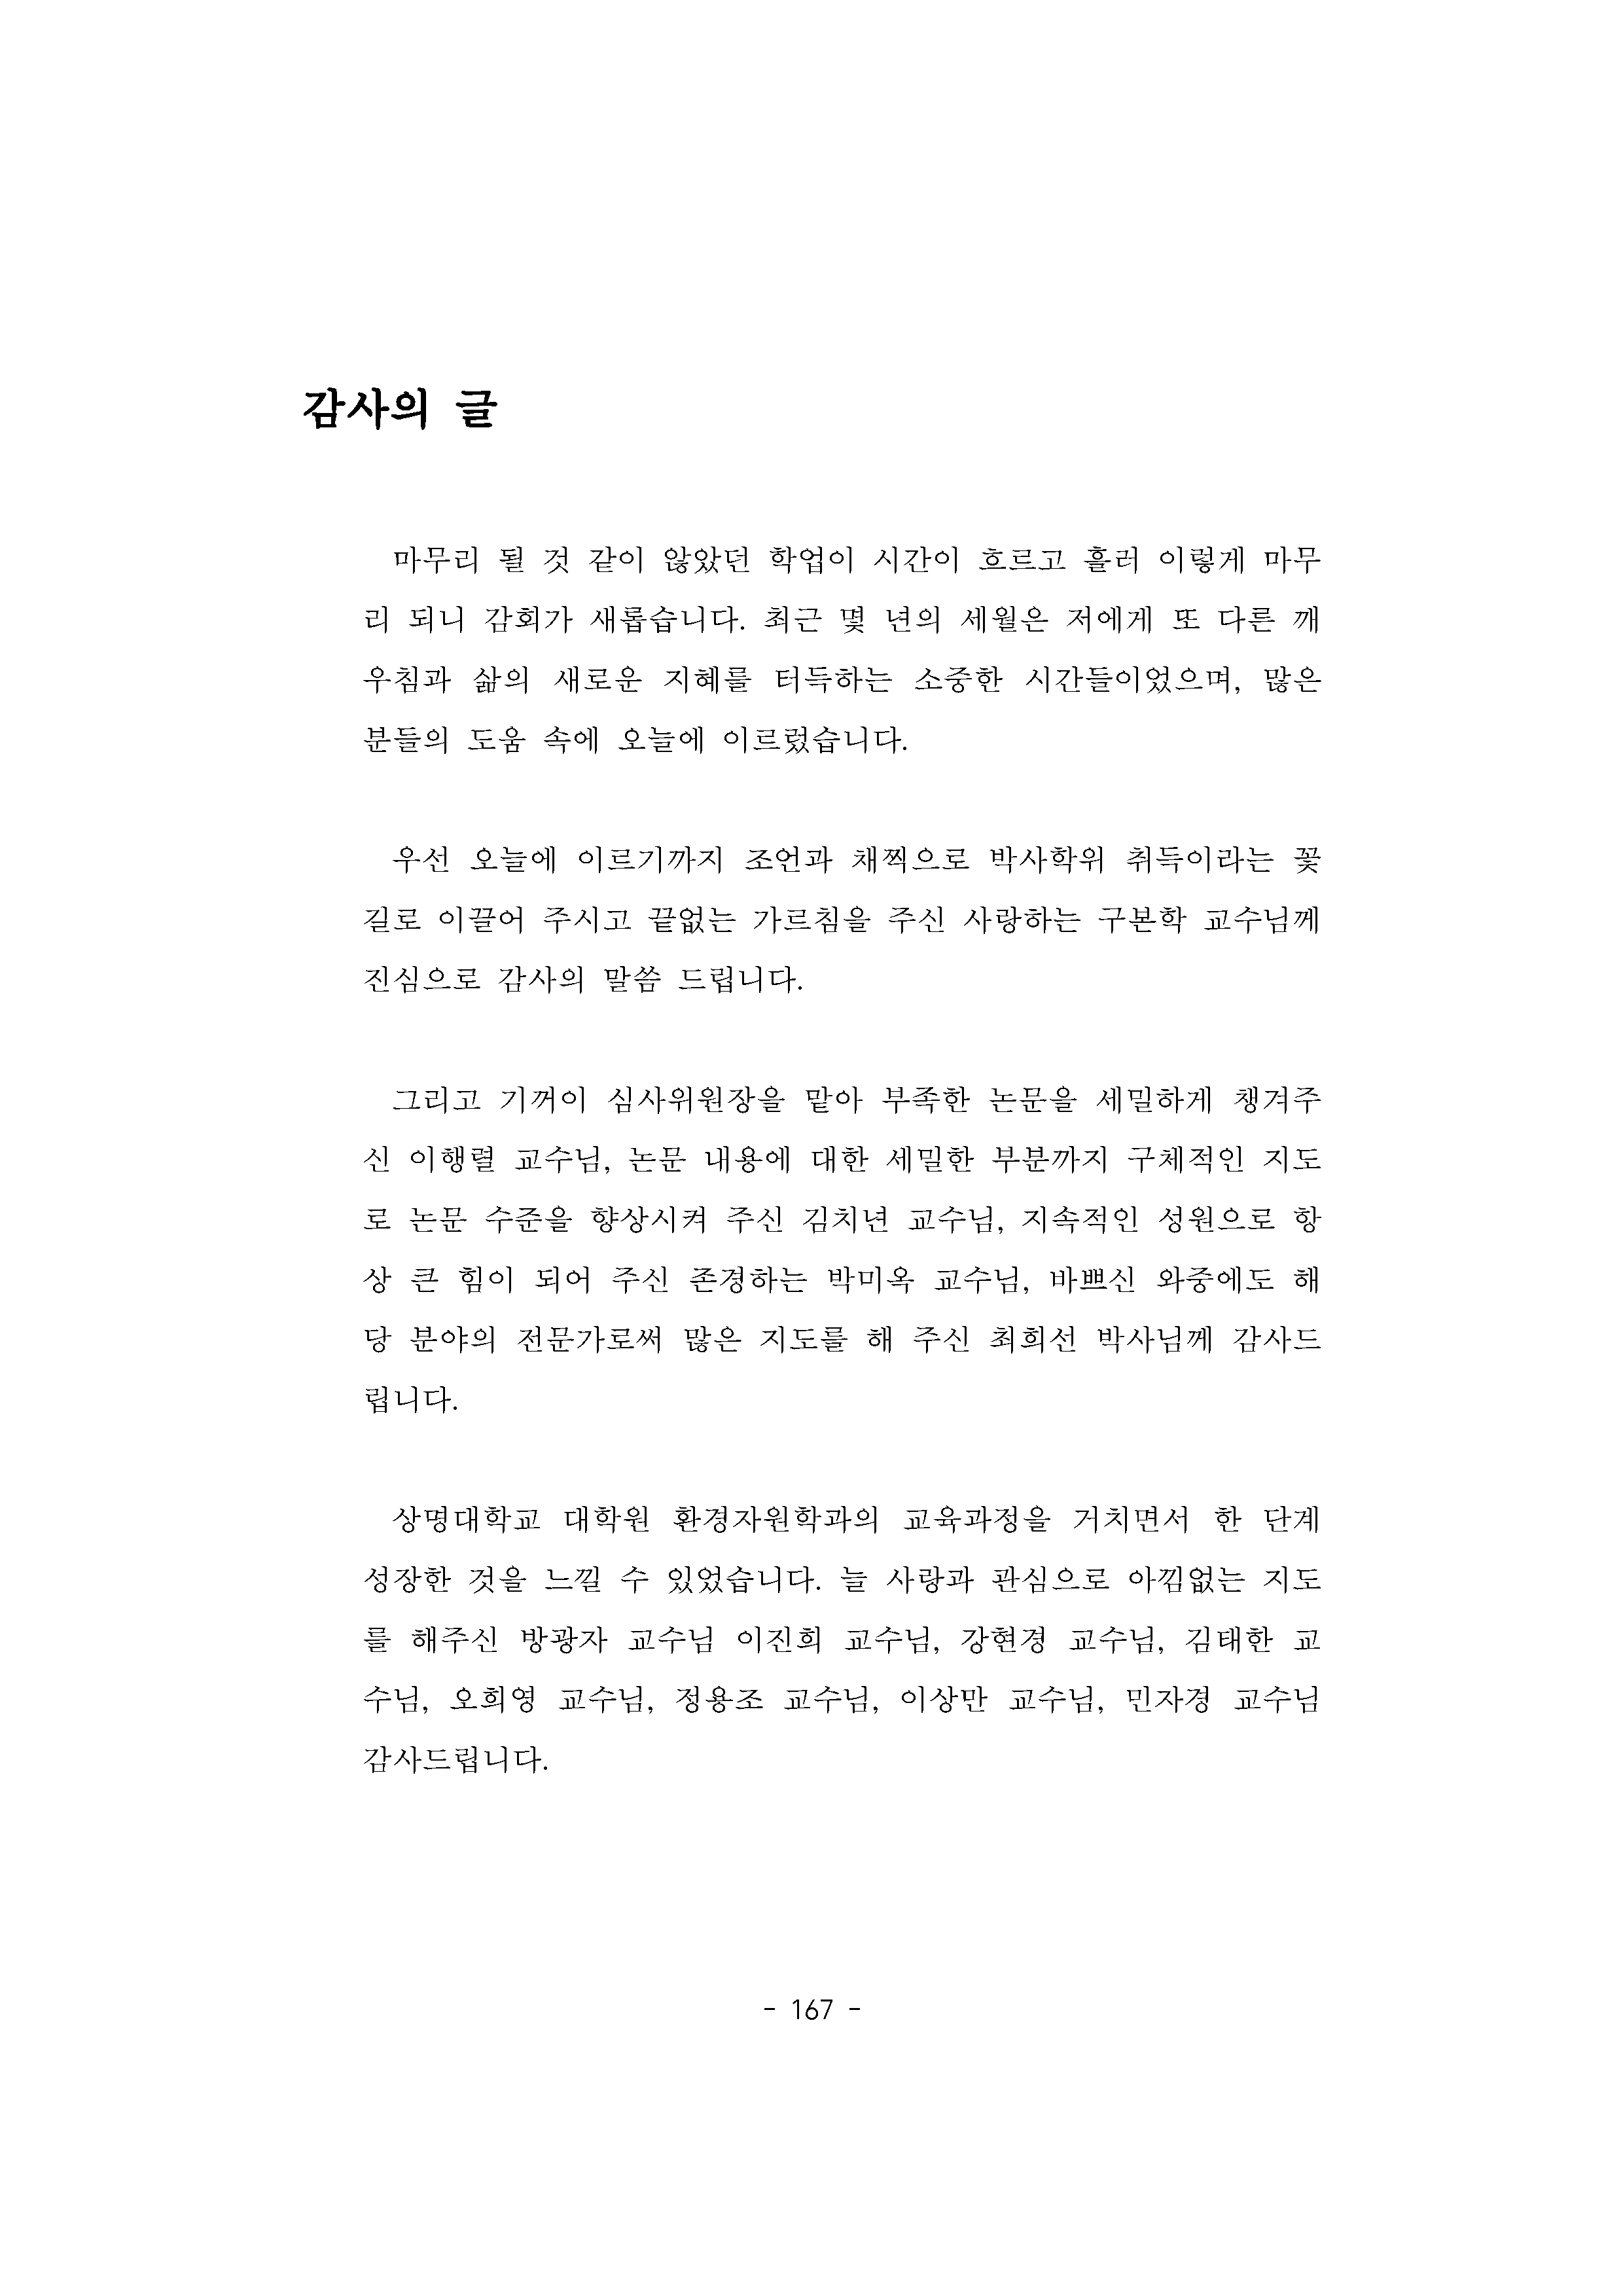 감사의 글
마무리 될 것 같이 않았던 학업이 시간이 흐르고 흘러 이렇게 마무
리 되니 감회가 새롭습니다. 최근 몇 년의 세월은 저에게 또 다른 깨
우침과 삶의 새로운 지혜를 터득하는 소중한 시간들이었으며, 많은
분들의 도움 속에 오늘에 이르렀습니다.
우선 오늘에 이르기까지 조언과 채찍으로 박사학위 취득이라는 꽃
길로 이끌어 주시고 끝없는 가르침을 주신 사랑하는 구본학 교수님께
진심으로 감사의 말씀 드립니다.
그리고 기꺼이 심사위원장을 맡아 부족한 논문을 세밀하게 챙겨주
신 이행렬 교수님, 논문 내용에 대한 세밀한 부분까지 구체적인 지도
로 논문 수준을 향상시켜 주신 김치년 교수님, 지속적인 성원으로 항
상 큰 힘이 되어 주신 존경하는 박미옥 교수님, 바쁘신 와중에도 해
당 분야의 전문가로써 많은 지도를 해 주신 최희선 박사님께 감사드
립니다.
상명대학교 대학원 환경자원학과의 교육과정을 거치면서 한 단계
성장한 것을 느낄 수 있었습니다. 늘 사랑과 관심으로 아낌없는 지도
를 해주신 방광자 교수님 이진희 교수님, 강현경 교수님, 김태한 교
수님, 오희영 교수님, 정용조 교수님, 이상만 교수님, 민자경 교수님
감사드립니다.
- 167 -